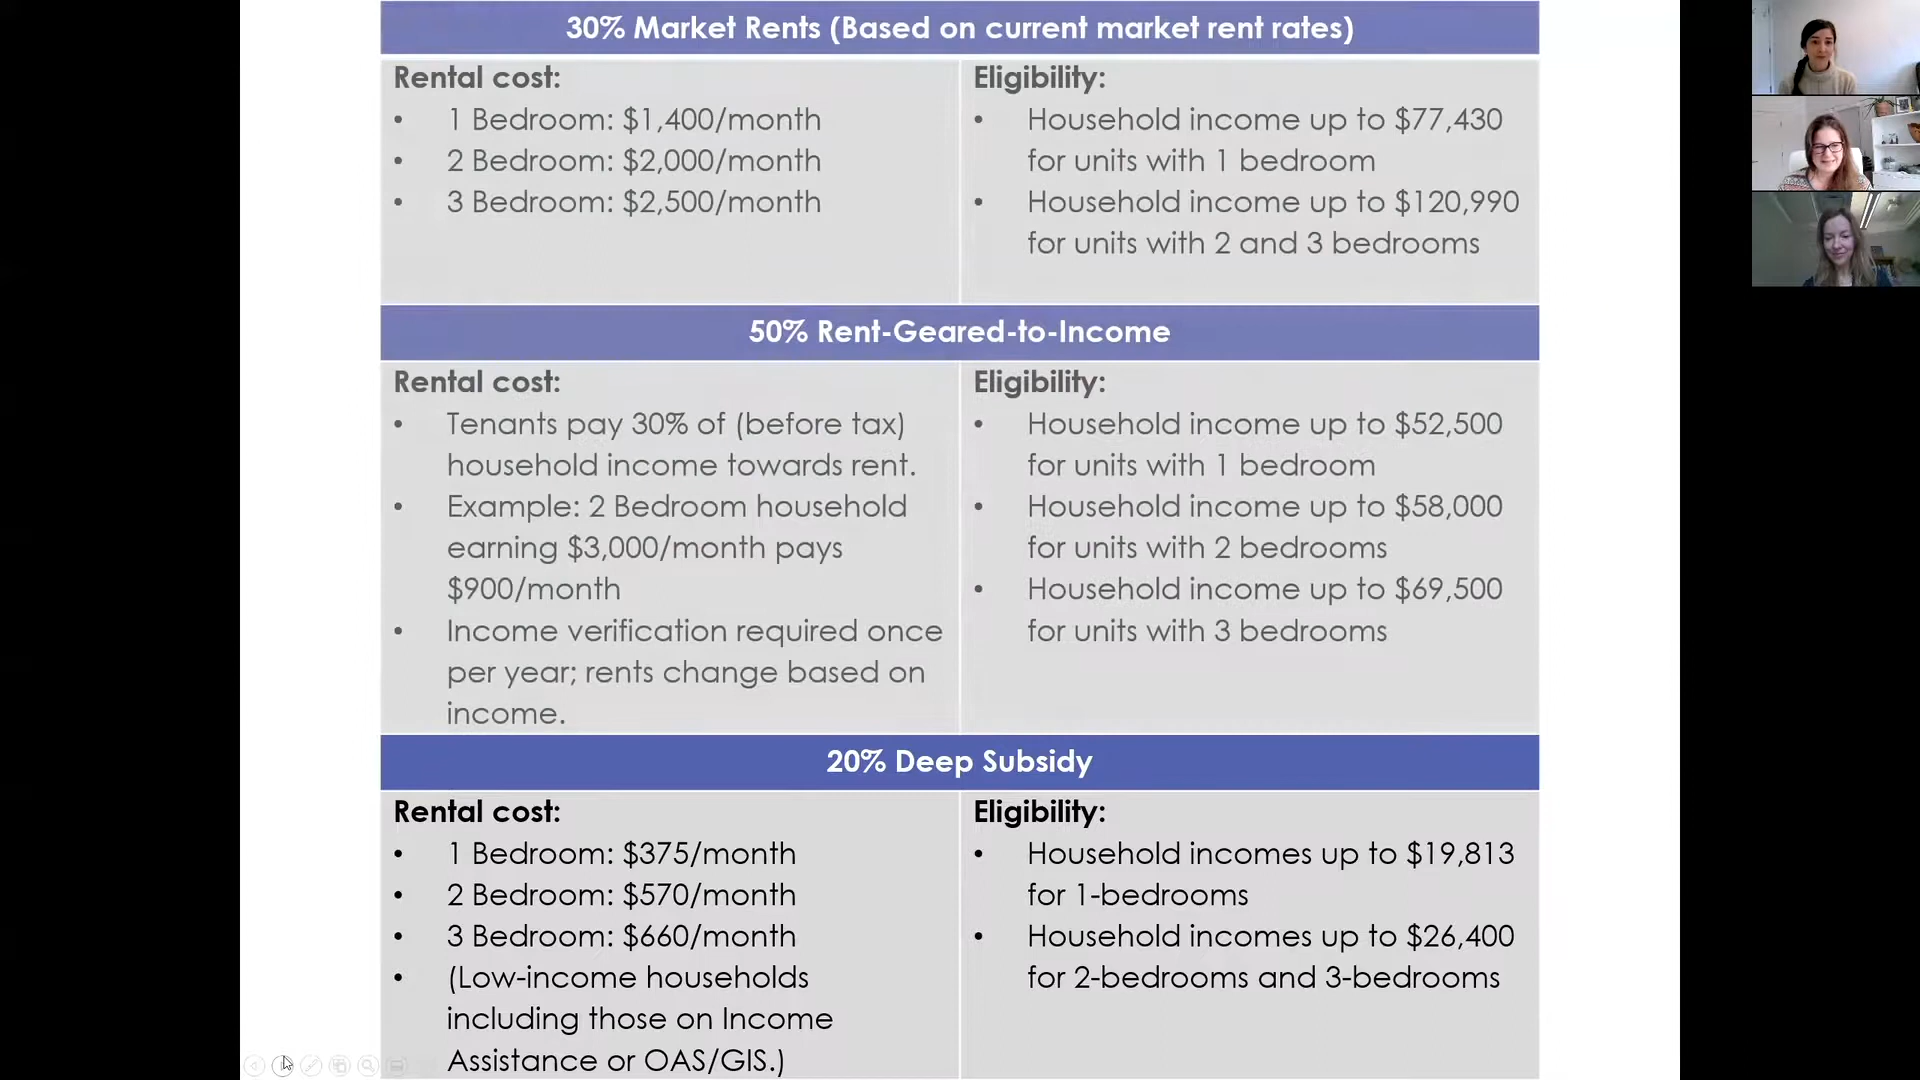 30% Market Rents (Based on current market rent rates)
Rental cost:
• 1 Bedroom: $1,400/month
• 2 Bedroom: $2,000/month
• 3 Bedroom: $2,500/month
Eligibility:
• Household income up to $77,430
for units with 1 bedroom
• Household income up to $120,990
for units with 2 and 3 bedrooms
50% Rent-Geared-to-Income
Rental cost:
• Tenants pay 30% of (before tax)
household income towards rent.
• Example: 2 Bedroom household
earning $3,000/month pays
$900/month
• Income verification required once
per year; rents change based on
income.
Eligibility:
• Household income up to $52,500
for units with 1 bedroom
• Household income up to $58,000
for units with 2 bedrooms
• Household income up to $69,500
for units with 3 bedrooms
20% Deep Subsidy
Rental cost:
• 1 Bedroom: $375/month
• 2 Bedroom: $570/month
• 3 Bedroom: $660/month
• (Low-income households
including those on Income
Assistance or OAS/GIS.)
Eligibility:
• Household incomes up to $19,813
for 1-bedrooms
• Household incomes up to $26,400
for 2-bedrooms and 3-bedrooms